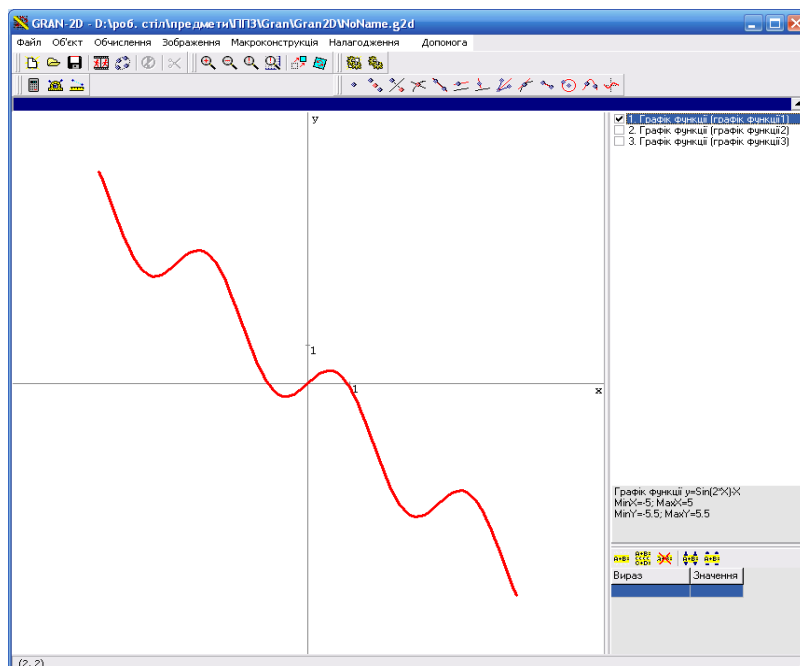 GRAN-2D - D:\роб. стіл\предмети\ППЗ\Gran\Gran2D\NoName.g2d
Файл Об'єкт Обчислення Зображення Макроконструкція Налагодження Допомога
1. Графік функції (графік функції1)
2. Графік функції (графік функції2)
3. Графік функції (графік функції3)
y
1
1
x
Графік функції y=Sin(2*X)-X
MinX=-5; MaxX=5
MinY=-5.5; MaxY=5.5
Вираз Значення
(2, 2)